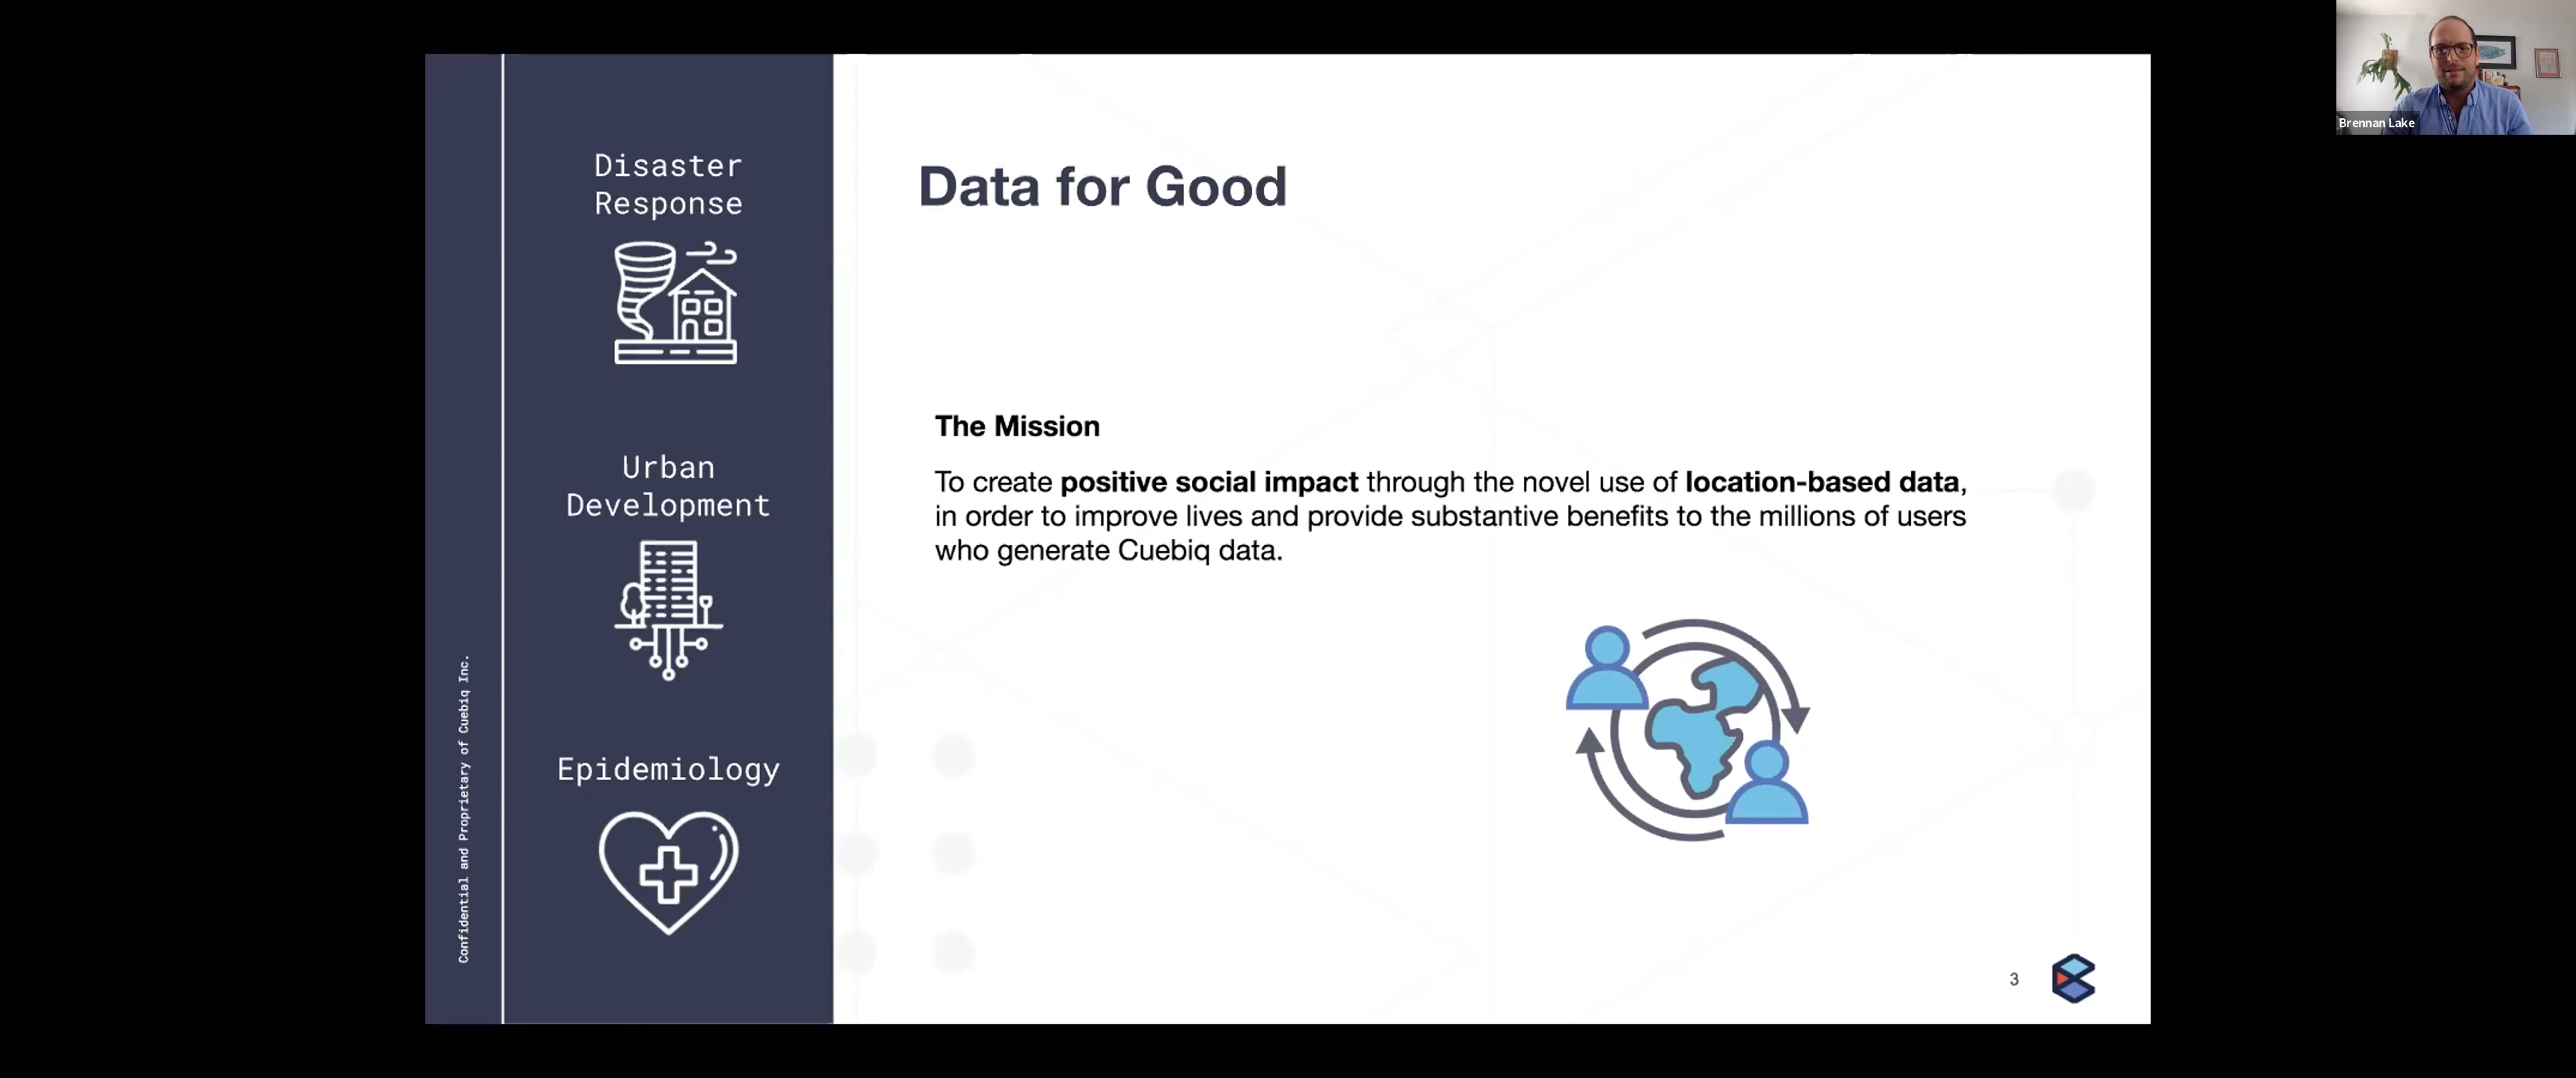 Disaster
Response
Urban
Development
Epidemiology
Confidential and Proprietary of Cuebiq Inc.
Data for Good
The Mission
To create positive social impact through the novel use of location-based data,
in order to improve lives and provide substantive benefits to the millions of users
who generate Cuebiq data.
3
Brennan Lake